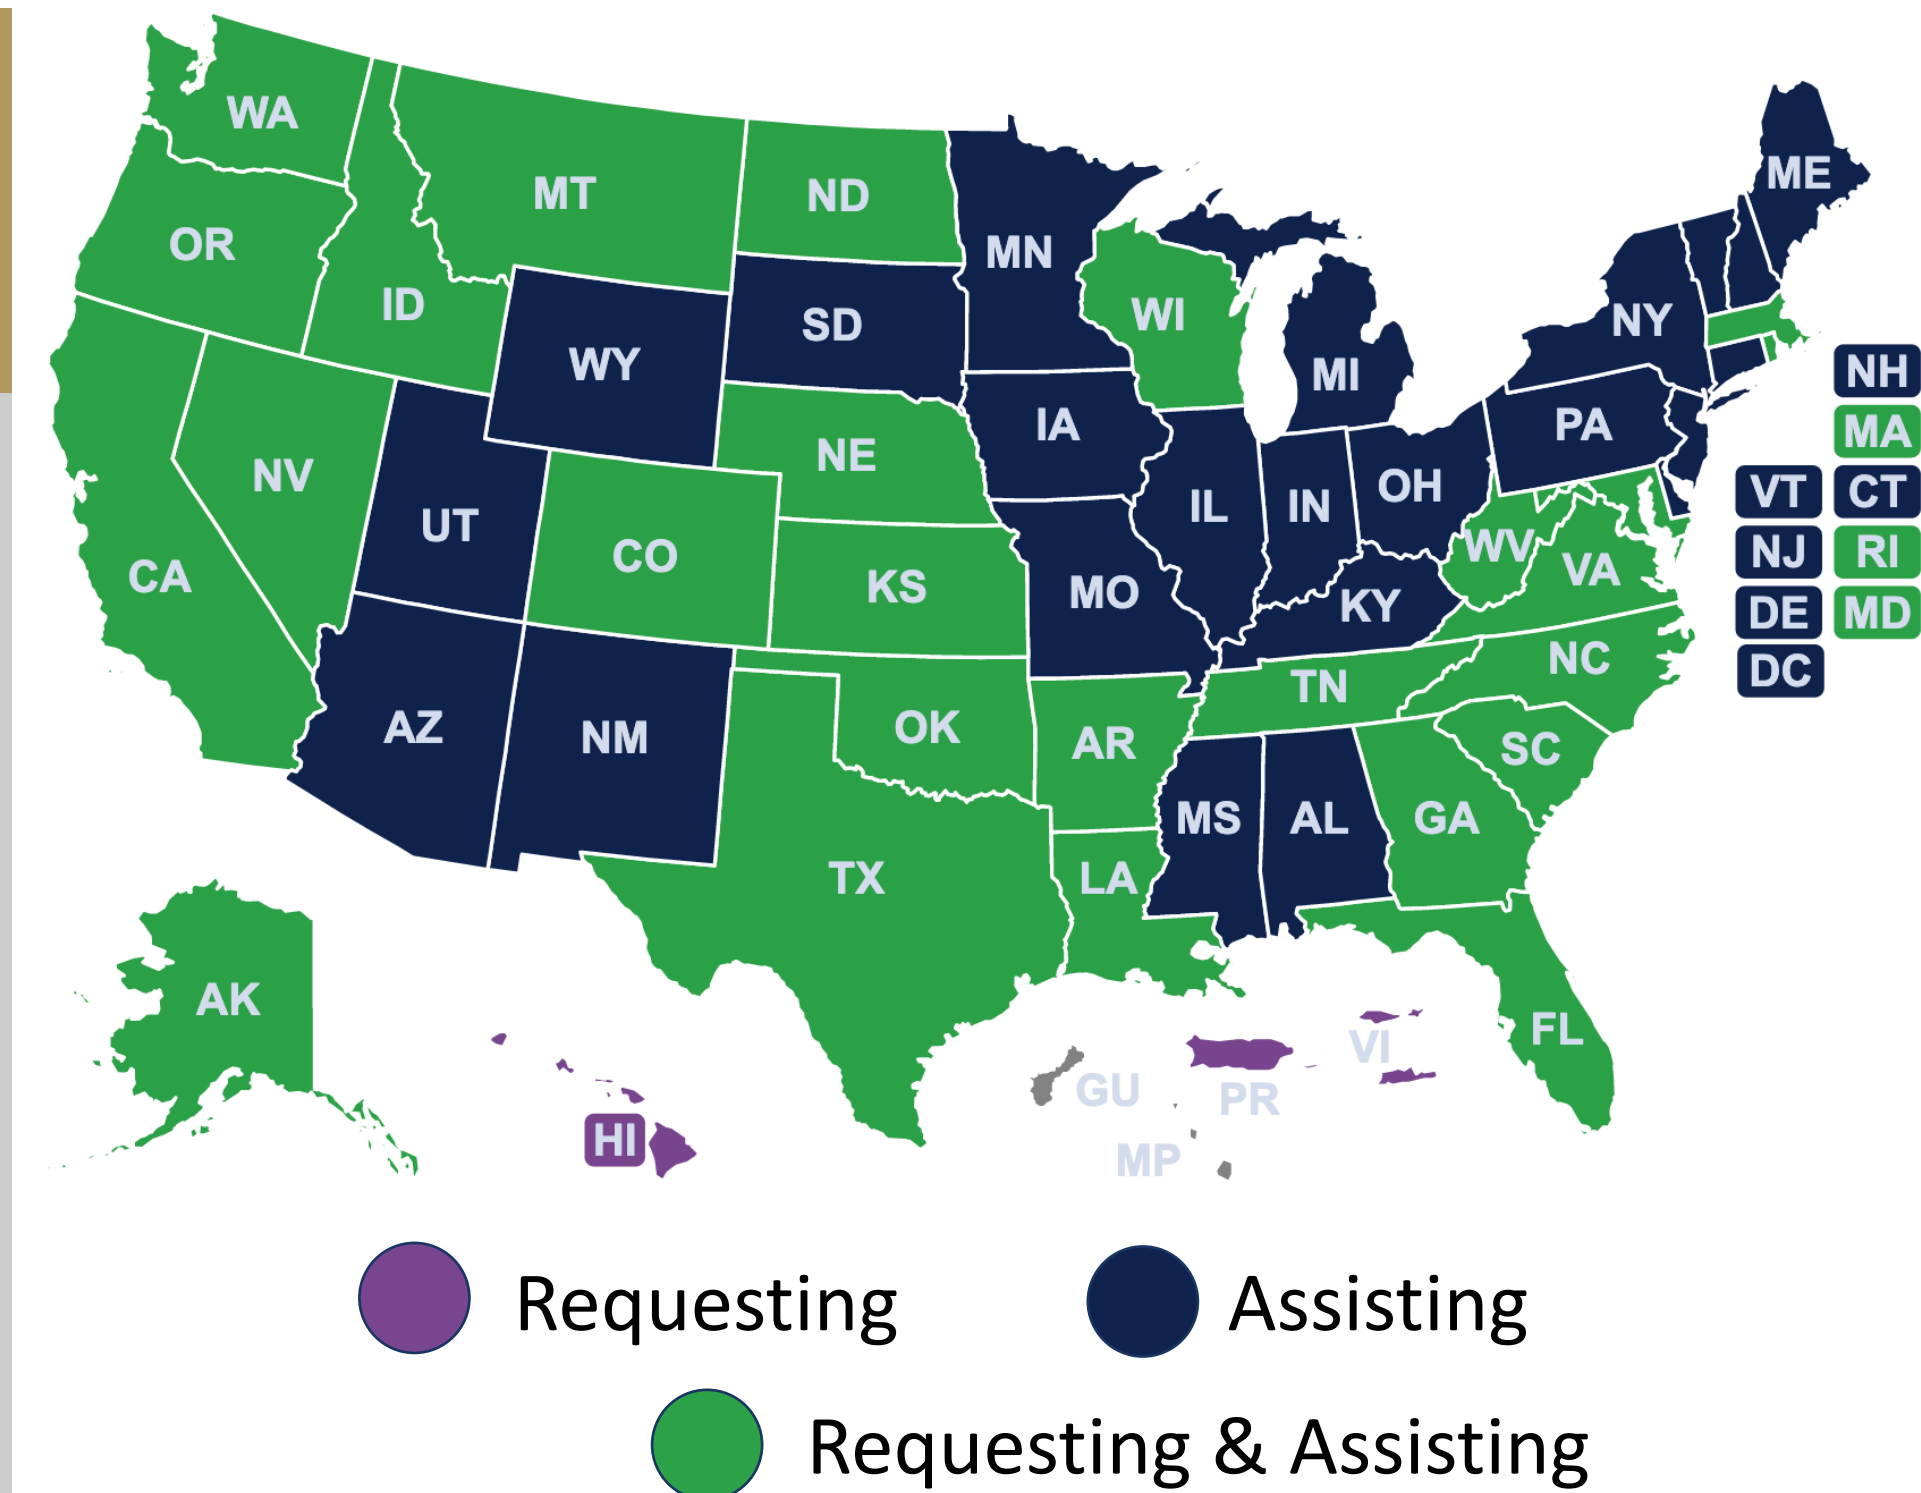 WA
MT
ND
ME
OR
MN
ID
SD
WI
NY
WY
MI
NH
IA
PA
MA
NE
NV
OH
VT
CT
UT
IL
IN
CO
WV
NJ
RI
CA
KS
MO
VA
KY
DE
MD
NC
DC
TN
AZ
NM
OK
AR
SC
MS
AL
GA
TX
LA
AK
FL
VI
GU
PR
HI
MP
Requesting
Assisting
Requesting & Assisting